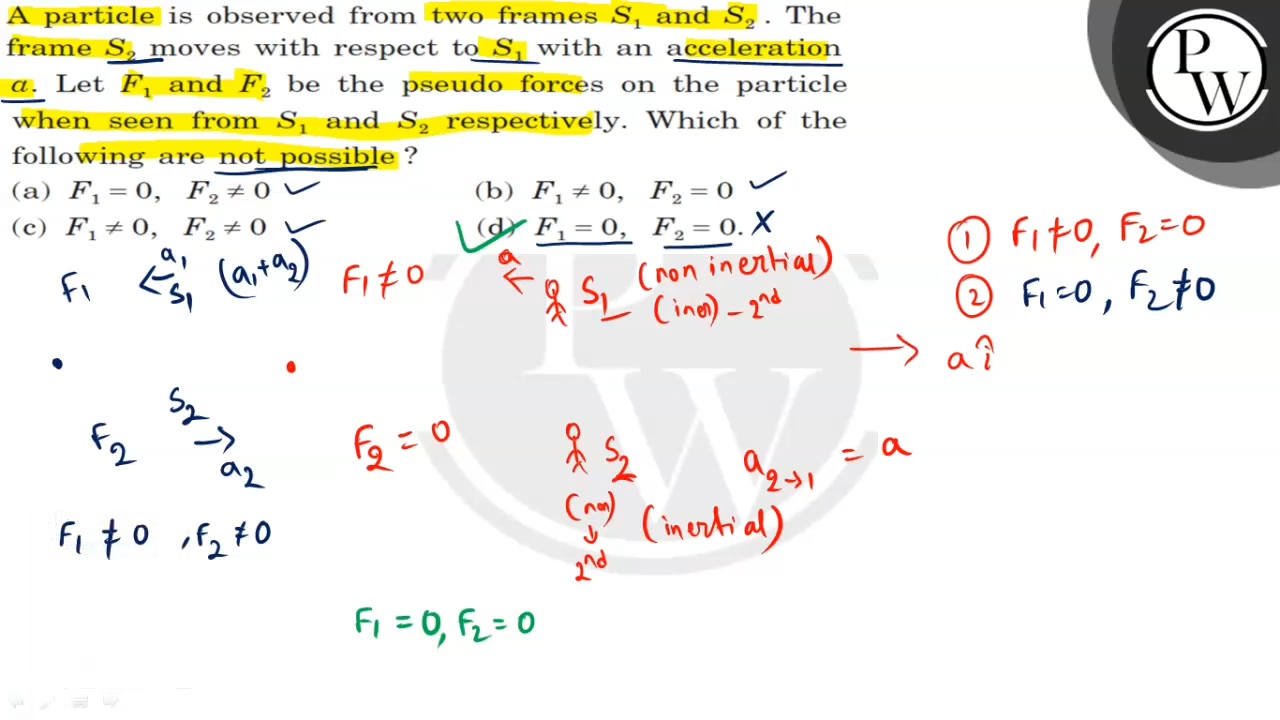 A particle is observed from two frames S₁ and S₂. The
frame S₂ moves with respect to S₁ with an acceleration
a. Let F₁ and F₂ be the pseudo forces on the particle
when seen from S₁ and S₂ respectively. Which of the
following are not possible ?
(a) F₁ = 0, F₂ ≠ 0 ✓ (b) F₁ ≠ 0, F₂ = 0 ✓
(c) F₁ ≠ 0, F₂ ≠ 0 ✓ (d) F₁ = 0, F₂ = 0. ✗
PW
① F₁ ≠ 0, F₂ = 0
② F₁ = 0, F₂ ≠ 0
F₁ a₁ S₁ (a₁+a₂) F₁ ≠ 0 a S₁ (non inertial)
(iner) - 2nd
→ a î
S₂
F₂ → a₂ F₂ = 0 S₂ a₂→₁ = a
(non) (inertial)
↓
2nd
F₁ ≠ 0, F₂ ≠ 0
F₁ = 0, F₂ = 0
PW